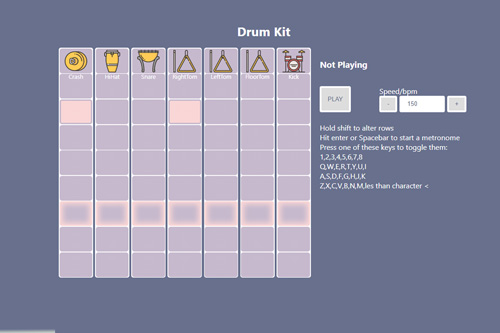 Drum Kit
Crash HiHat Snare RightTom LeftTom FloorTom Kick
Not Playing
Speed/bpm
PLAY - 150 +
Hold shift to alter rows
Hit enter or Spacebar to start a metronome
Press one of these keys to toggle them:
1,2,3,4,5,6,7,8
Q,W,E,R,T,Y,U,I
A,S,D,F,G,H,J,K
Z,X,C,V,B,N,M,les than character <